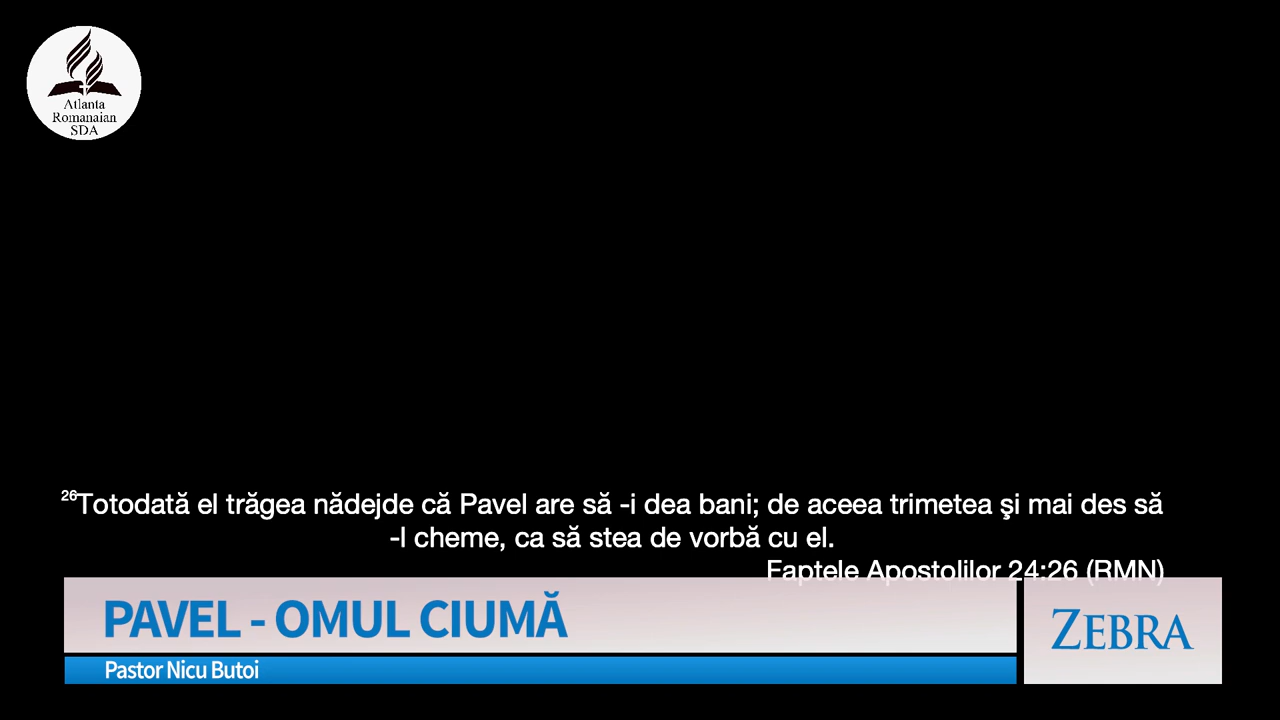 Atlanta
Romanaian
SDA
26Totodată el trăgea nădejde că Pavel are să -i dea bani; de aceea trimetea şi mai des să
-l cheme, ca să stea de vorbă cu el.
Faptele Apostolilor 24:26 (RMN)
PAVEL - OMUL CIUMĂ
ZEBRA
Pastor Nicu Butoi